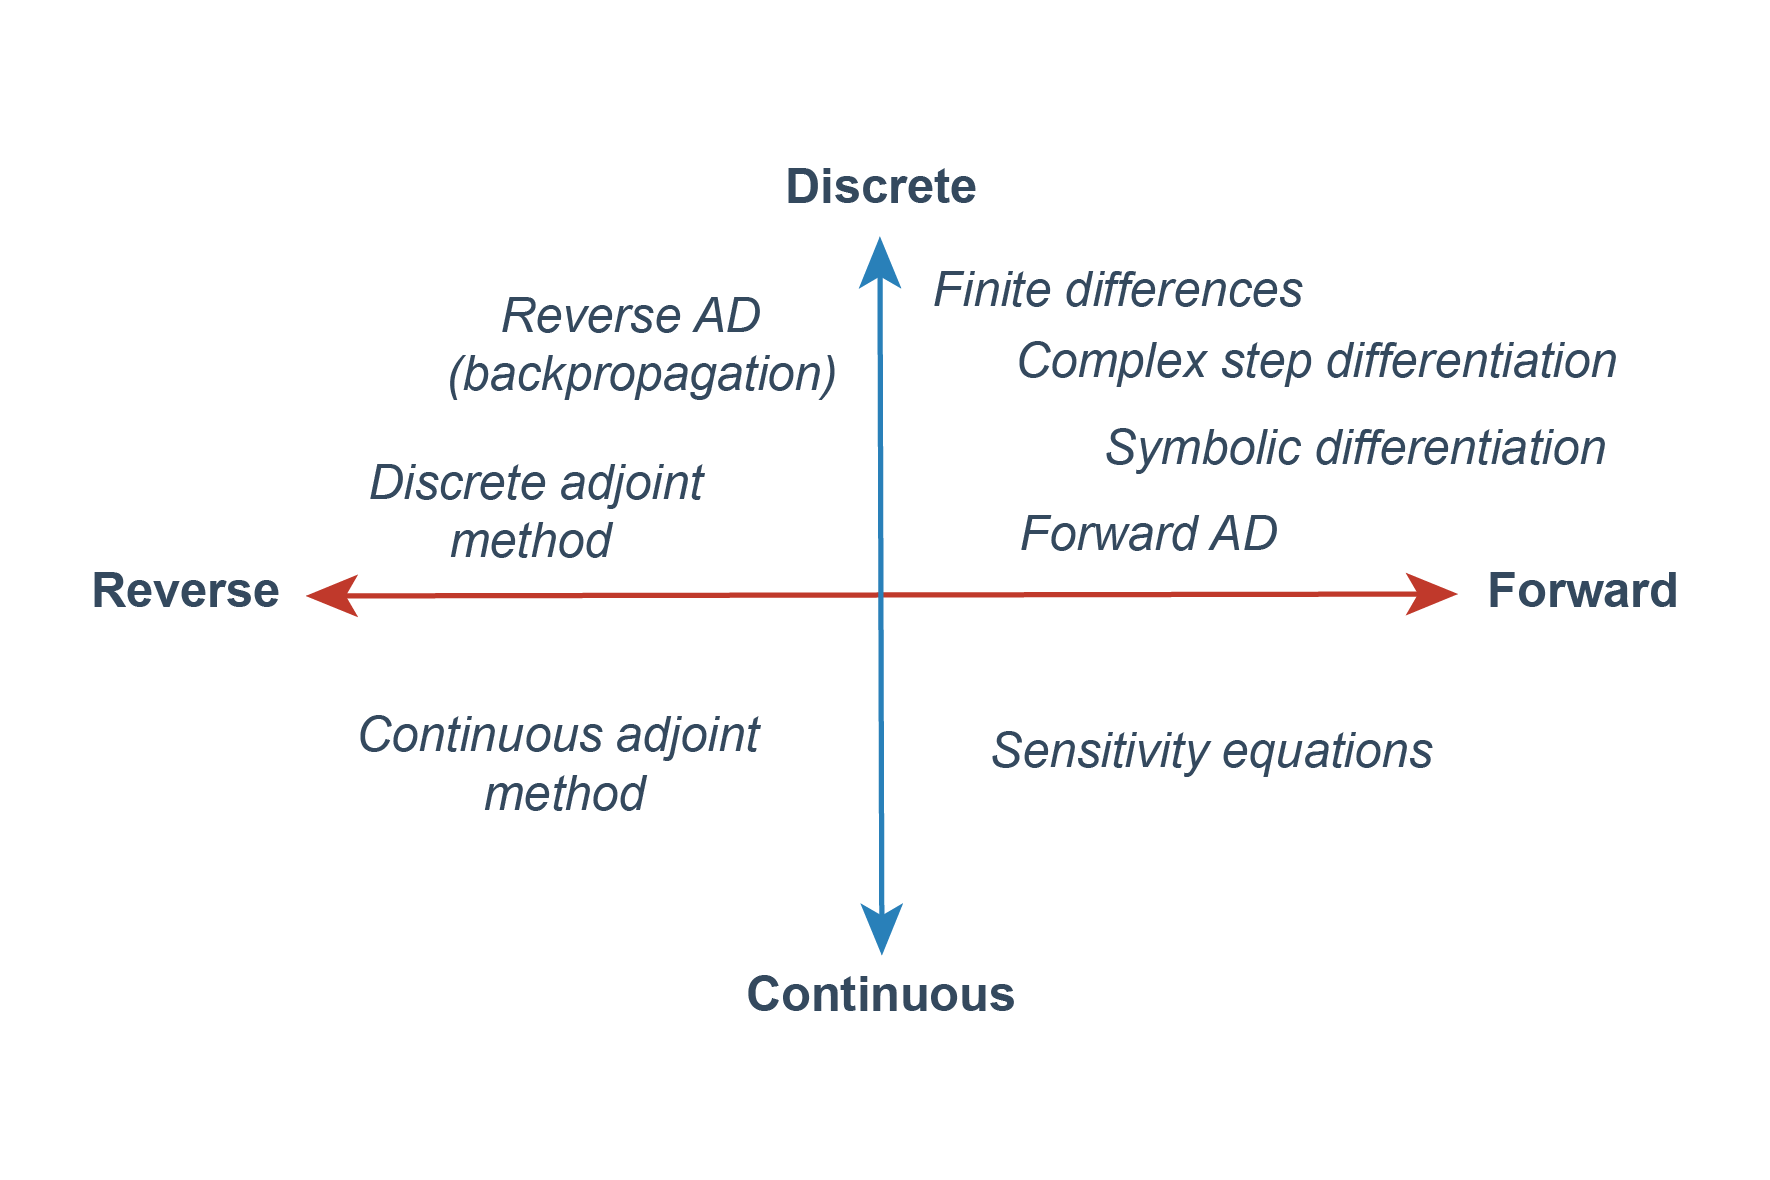 Discrete
Finite differences
Reverse AD
(backpropagation)
Complex step differentiation
Symbolic differentiation
Discrete adjoint
method
Forward AD
Reverse
Forward
Continuous adjoint
method
Sensitivity equations
Continuous